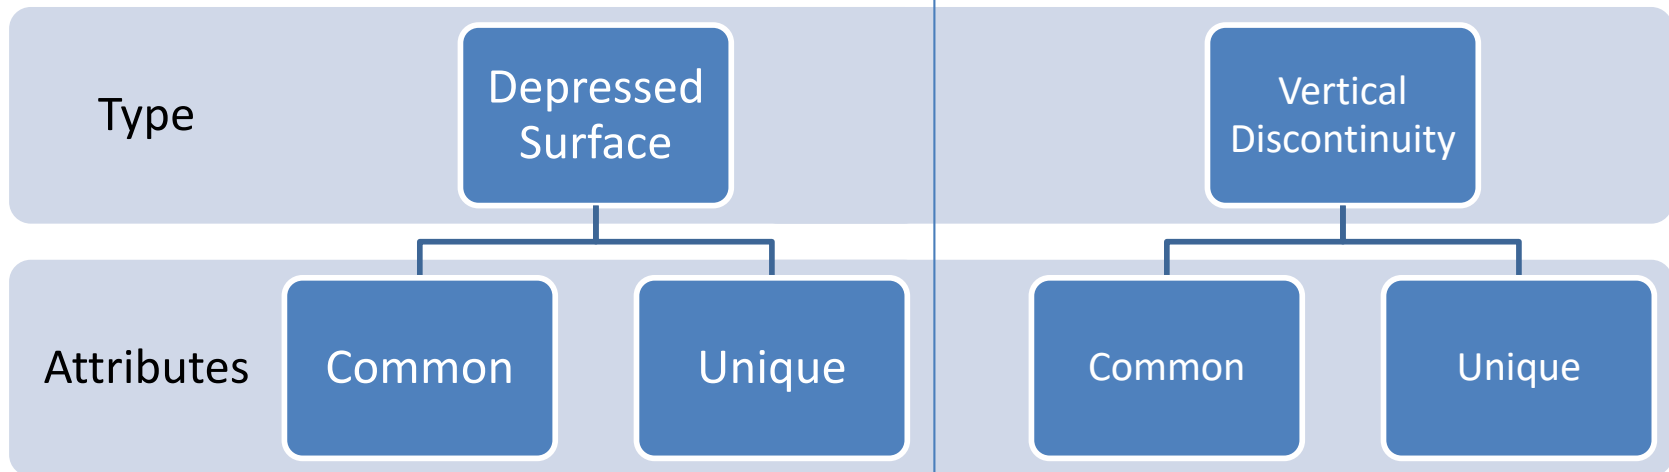 Type
Depressed
Surface
Vertical
Discontinuity
Attributes
Common
Unique
Common
Unique